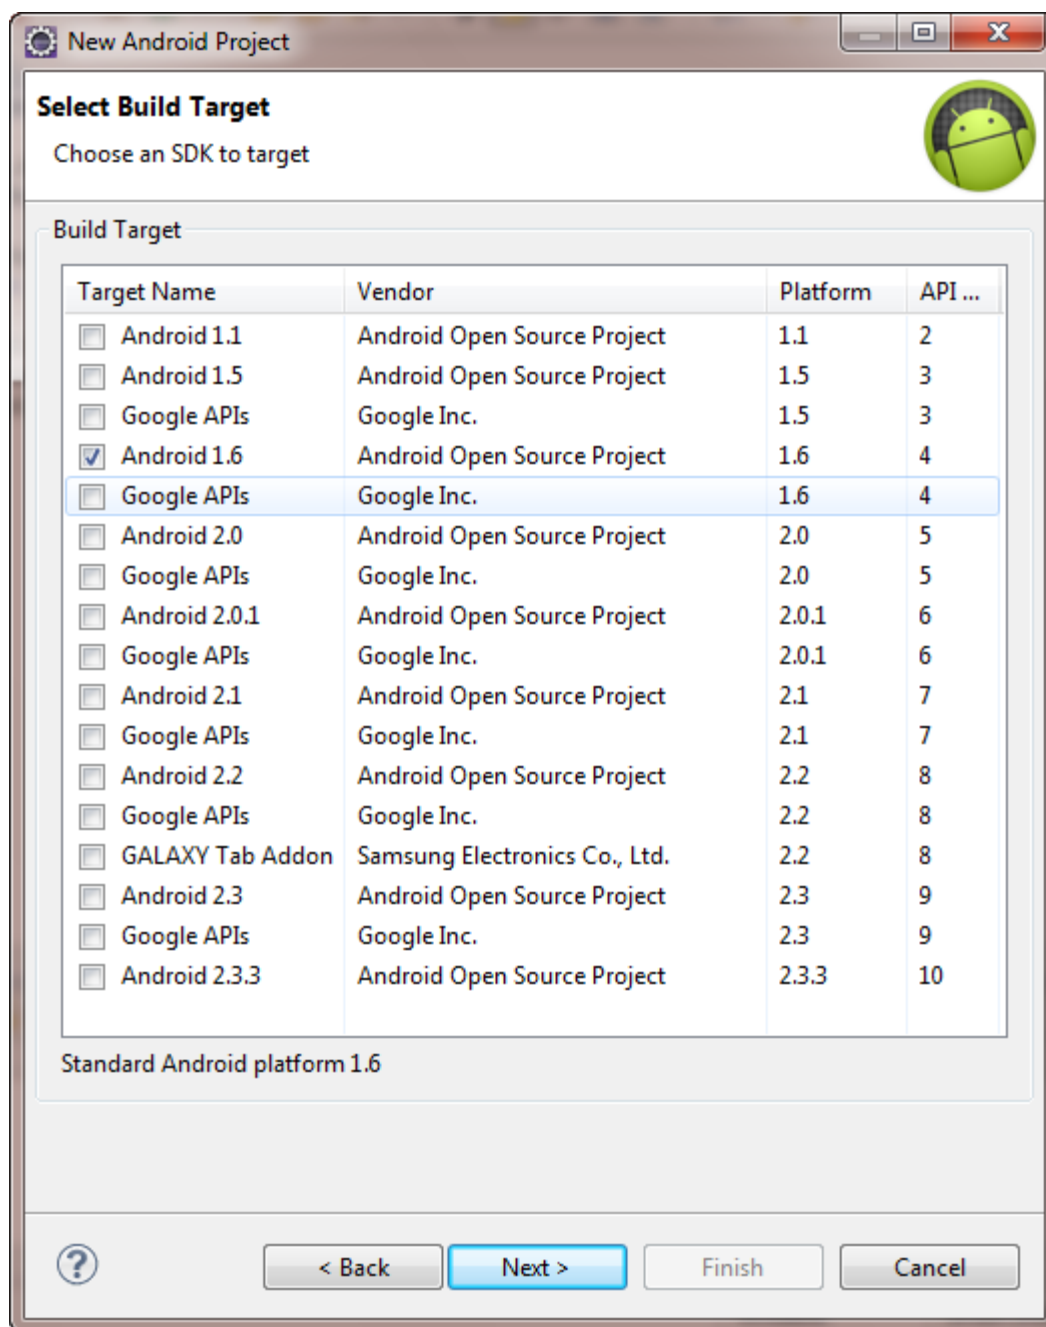 New Android Project
Select Build Target
Choose an SDK to target
Build Target
Target Name Vendor Platform API ...
Android 1.1 Android Open Source Project 1.1 2
Android 1.5 Android Open Source Project 1.5 3
Google APIs Google Inc. 1.5 3
Android 1.6 Android Open Source Project 1.6 4
Google APIs Google Inc. 1.6 4
Android 2.0 Android Open Source Project 2.0 5
Google APIs Google Inc. 2.0 5
Android 2.0.1 Android Open Source Project 2.0.1 6
Google APIs Google Inc. 2.0.1 6
Android 2.1 Android Open Source Project 2.1 7
Google APIs Google Inc. 2.1 7
Android 2.2 Android Open Source Project 2.2 8
Google APIs Google Inc. 2.2 8
GALAXY Tab Addon Samsung Electronics Co., Ltd. 2.2 8
Android 2.3 Android Open Source Project 2.3 9
Google APIs Google Inc. 2.3 9
Android 2.3.3 Android Open Source Project 2.3.3 10
Standard Android platform 1.6
? < Back Next > Finish Cancel